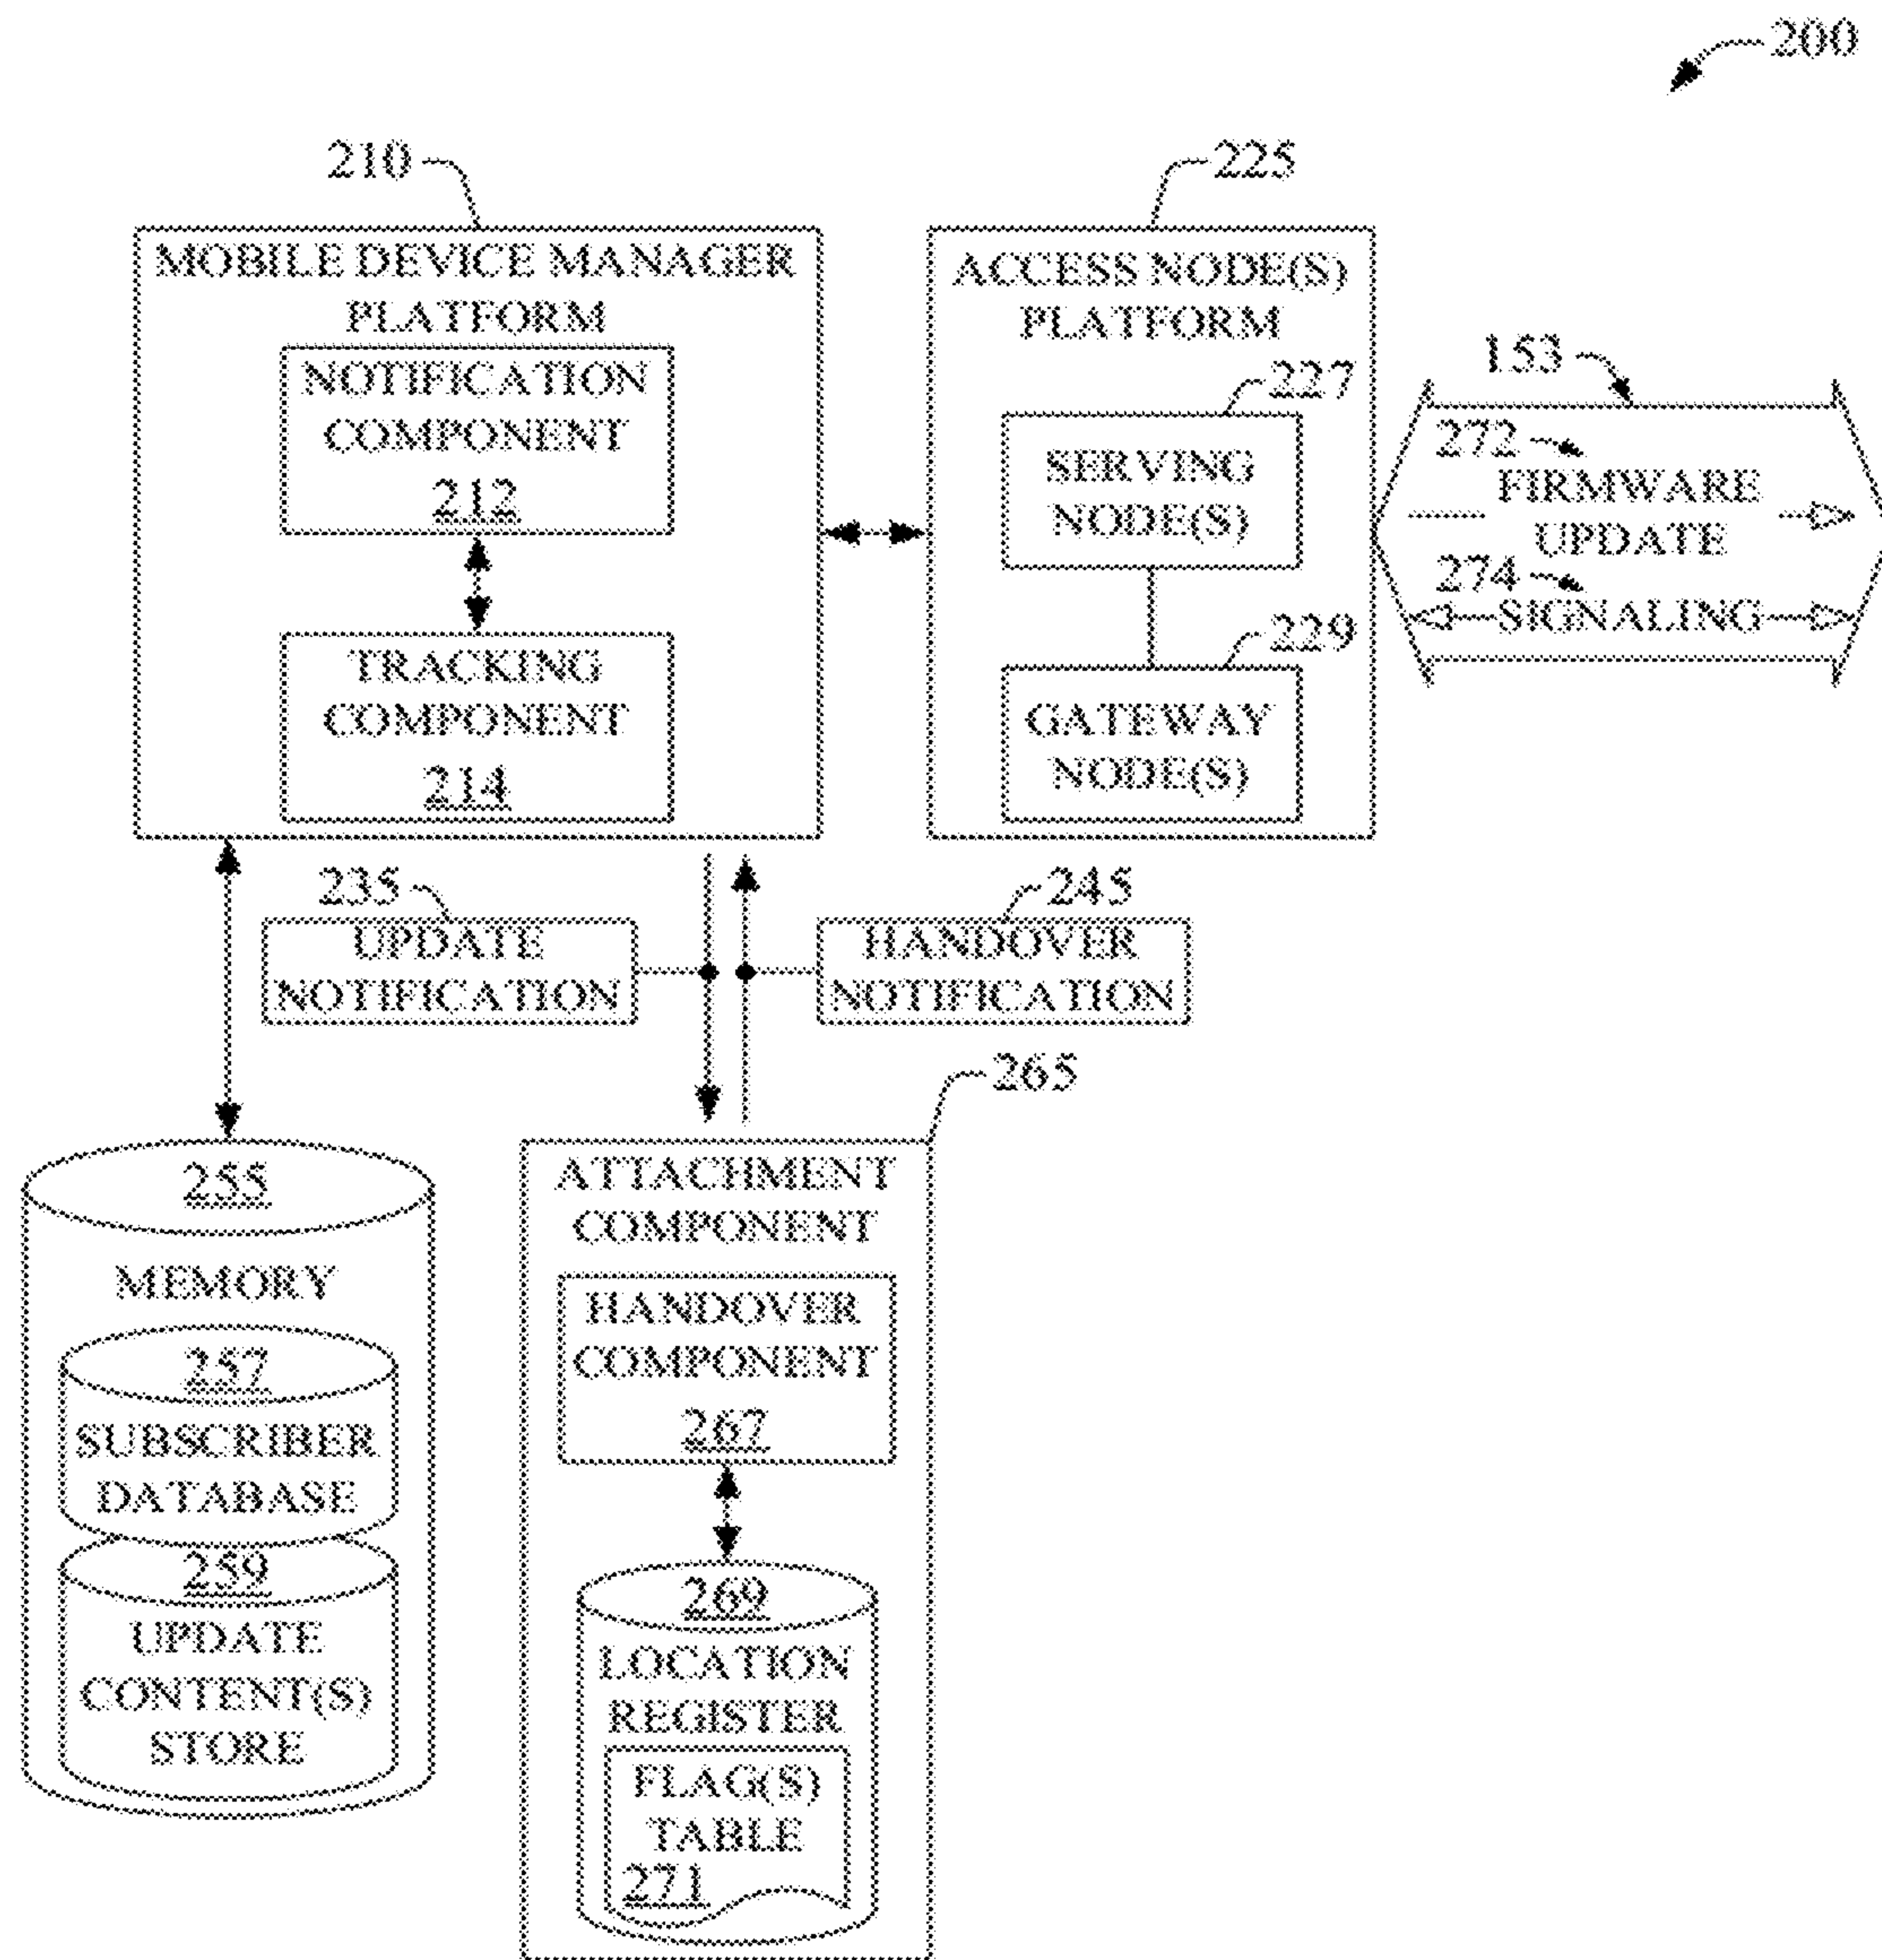 200
210
225
MOBILE DEVICE MANAGER
PLATFORM
NOTIFICATION
COMPONENT
212
TRACKING
COMPONENT
214
ACCESS NODE(S)
PLATFORM
227
SERVING
NODE(S)
229
GATEWAY
NODE(S)
153
272
FIRMWARE
UPDATE
274
SIGNALING
235
UPDATE
NOTIFICATION
245
HANDOVER
NOTIFICATION
265
255
MEMORY
257
SUBSCRIBER
DATABASE
259
UPDATE
CONTENT(S)
STORE
ATTACHMENT
COMPONENT
HANDOVER
COMPONENT
267
269
LOCATION
REGISTER
FLAG(S)
TABLE
271